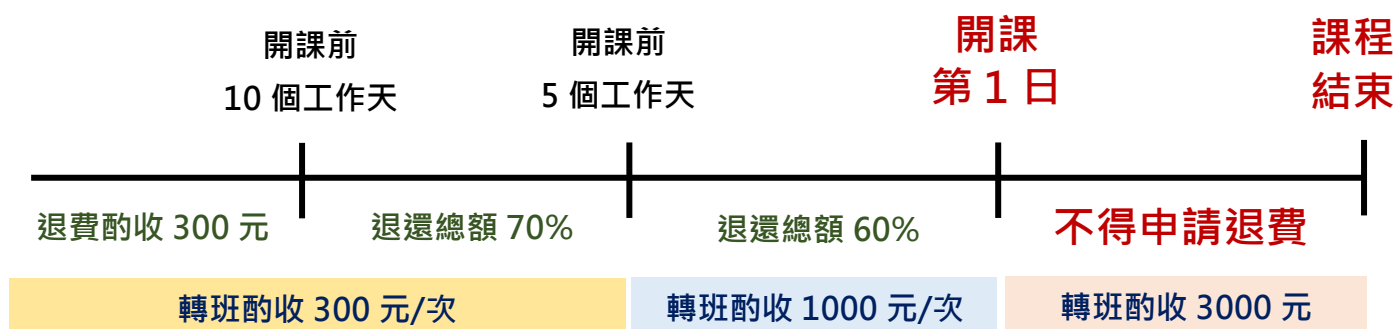 開課前
10 個工作天
開課前
5 個工作天
開課
第 1 日
課程
結束
退費酌收 300 元
退還總額 70%
退還總額 60%
不得申請退費
轉班酌收 300 元/次
轉班酌收 1000 元/次
轉班酌收 3000 元